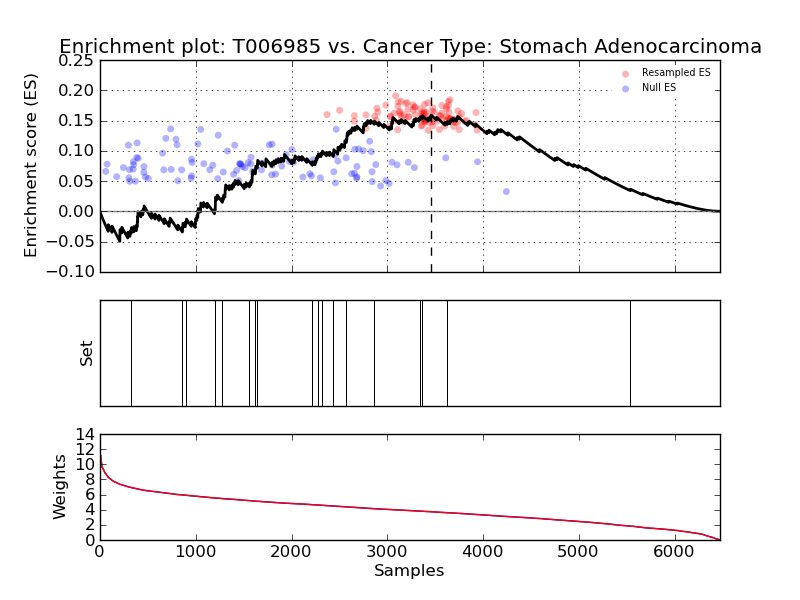 Enrichment plot: T006985 vs. Cancer Type: Stomach Adenocarcinoma
0.25
0.20
0.15
0.10
0.05
0.00
−0.05
−0.10
Enrichment score (ES)
Resampled ES
Null ES
Set
14
12
10
8
6
4
2
0
Weights
0 1000 2000 3000 4000 5000 6000
Samples